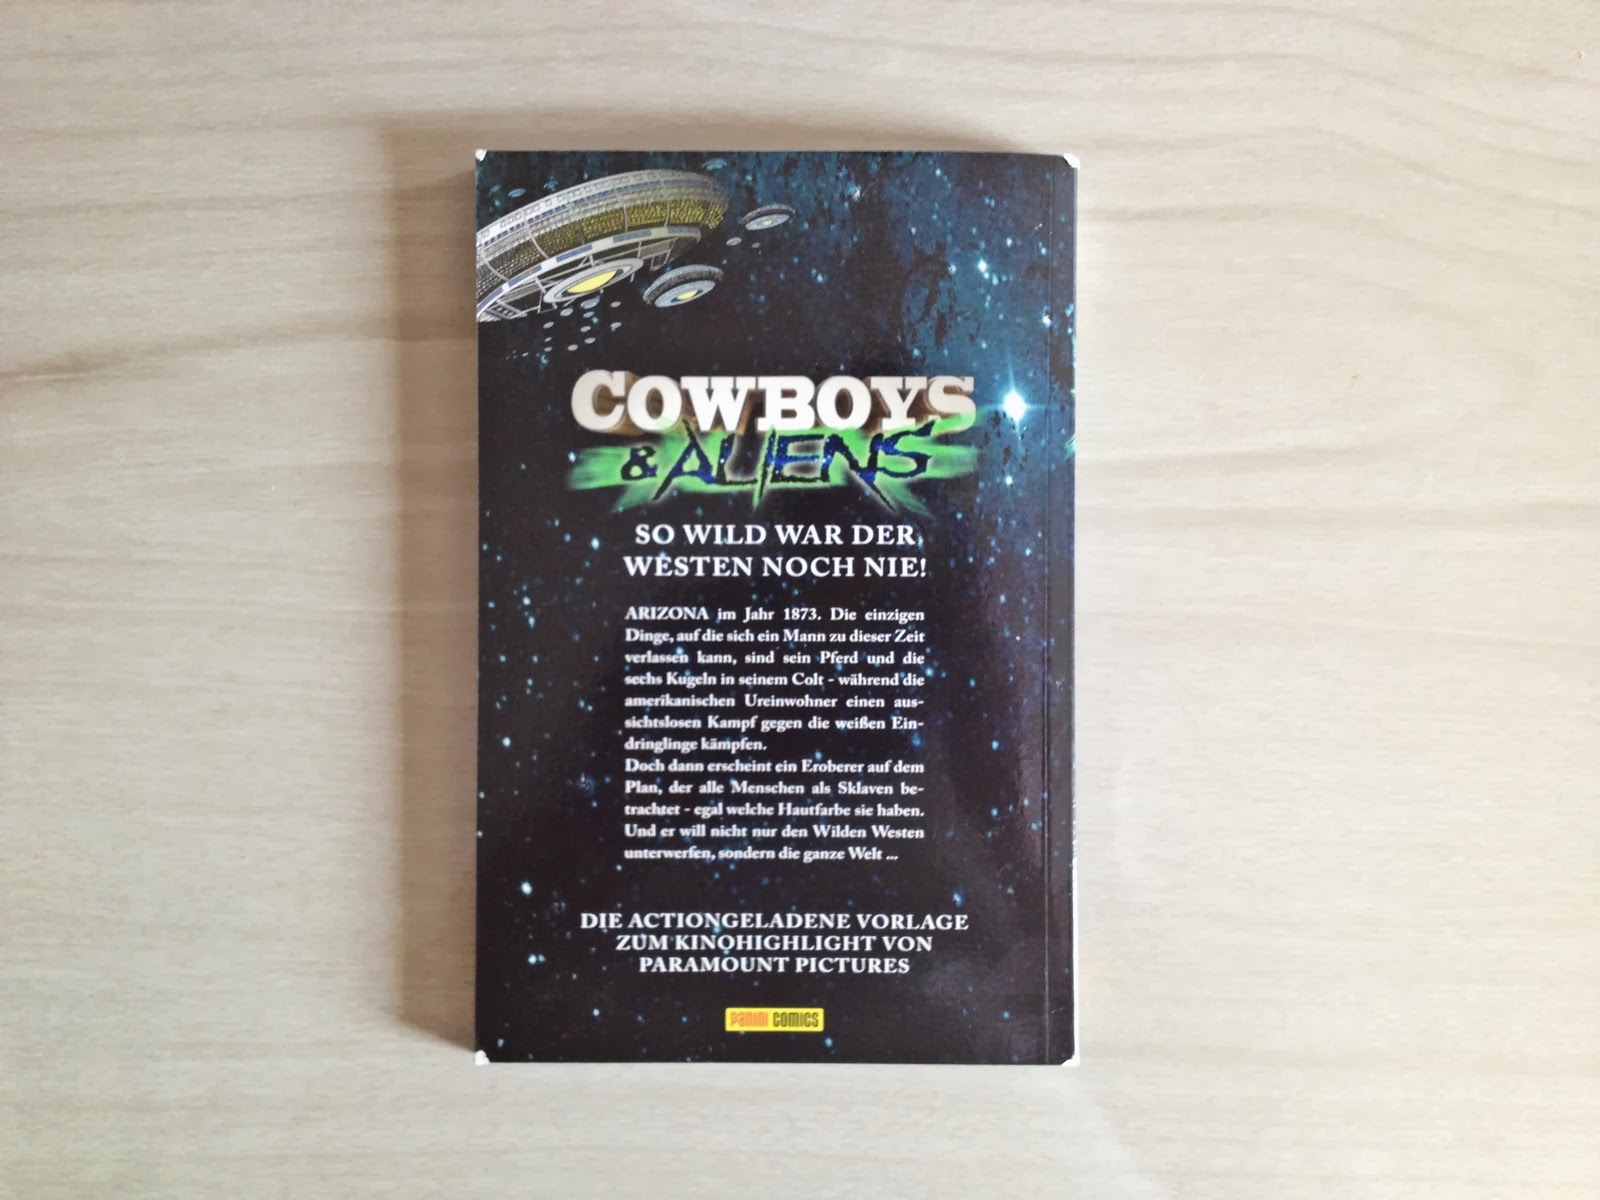 COWBOYS
& ALIENS
SO WILD WAR DER
WESTEN NOCH NIE!
ARIZONA im Jahr 1873. Die einzigen
Dinge, auf die sich ein Mann zu dieser Zeit
verlassen kann, sind sein Pferd und die
sechs Kugeln in seinem Colt - während die
amerikanischen Ureinwohner einen aus-
sichtslosen Kampf gegen die weißen Ein-
dringlinge kämpfen.
Doch dann erscheint ein Eroberer auf dem
Plan, der alle Menschen als Sklaven be-
trachtet - egal welche Hautfarbe sie haben.
Und er will nicht nur den Wilden Westen
unterwerfen, sondern die ganze Welt ...
DIE ACTIONGELADENE VORLAGE
ZUM KINOHIGHLIGHT VON
PARAMOUNT PICTURES
PANINI COMICS